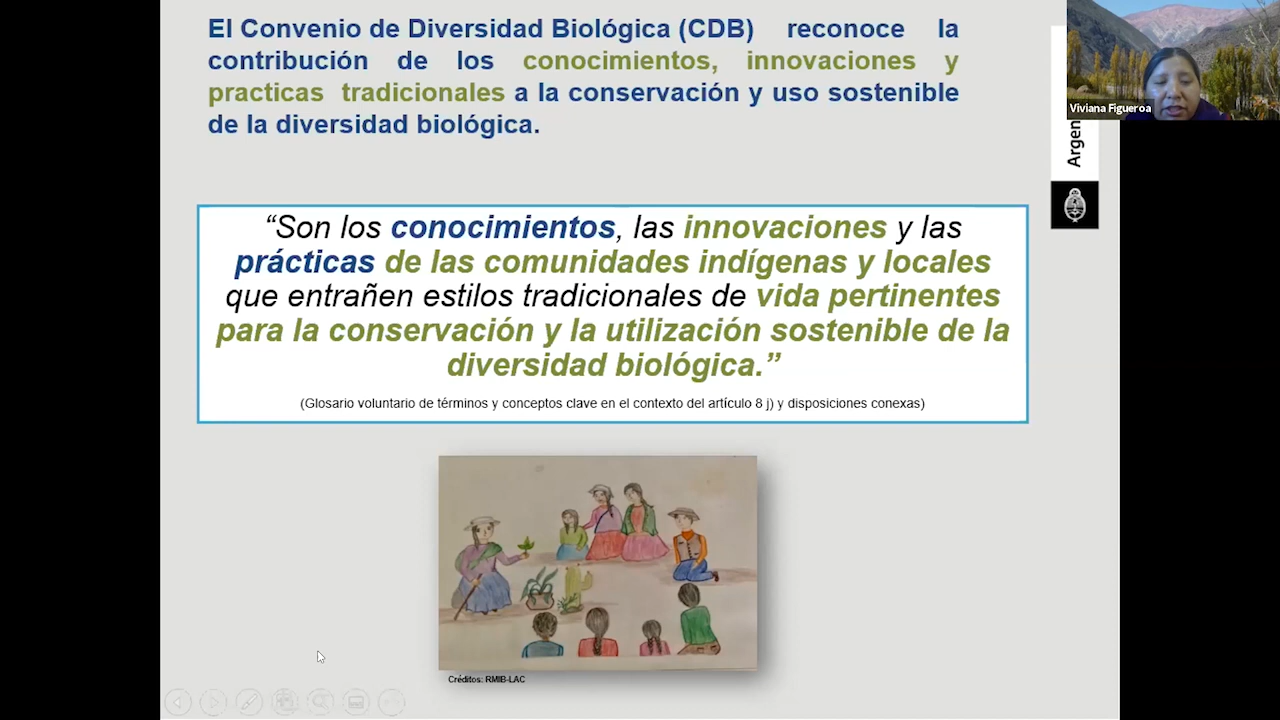 El Convenio de Diversidad Biológica (CDB) reconoce la
contribución de los conocimientos, innovaciones y
practicas tradicionales a la conservación y uso sostenible
de la diversidad biológica.
Viviana Figueroa
Argen
“Son los conocimientos, las innovaciones y las
prácticas de las comunidades indígenas y locales
que entrañen estilos tradicionales de vida pertinentes
para la conservación y la utilización sostenible de la
diversidad biológica.”
(Glosario voluntario de términos y conceptos clave en el contexto del artículo 8 j) y disposiciones conexas)
Créditos: RMIB-LAC